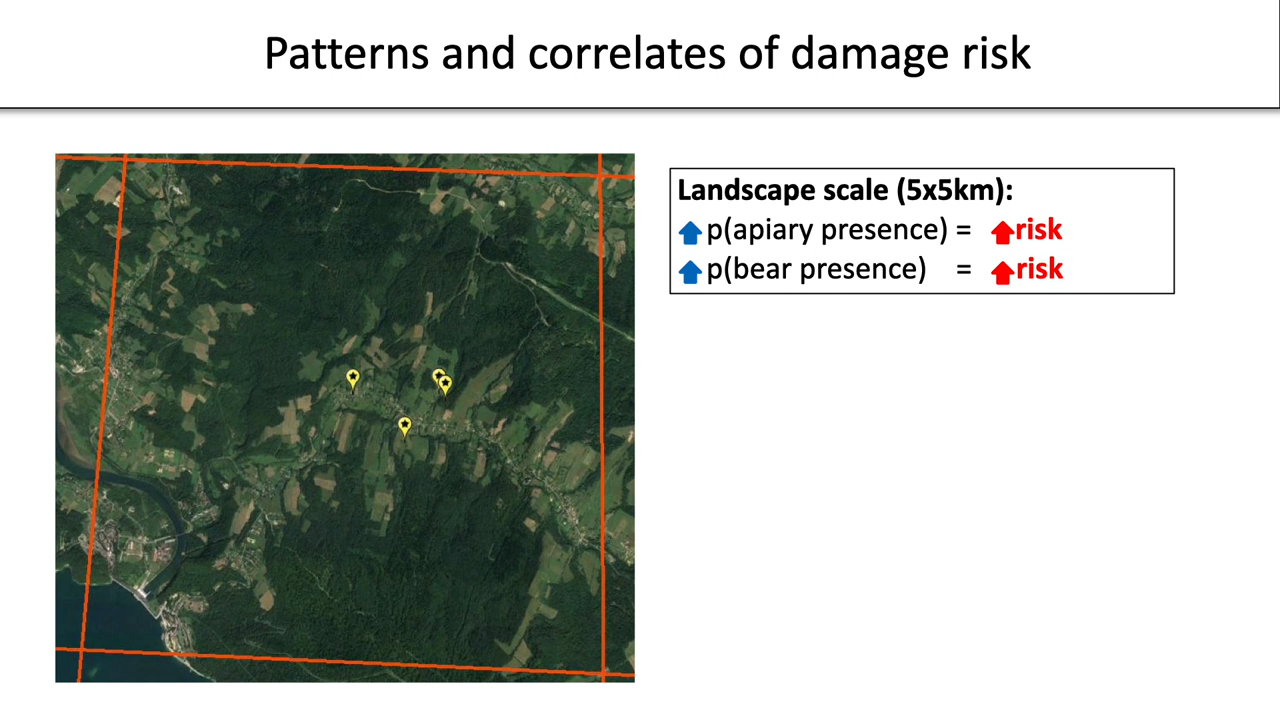 Patterns and correlates of damage risk
Landscape scale (5x5km):
p(apiary presence) = risk
p(bear presence) = risk